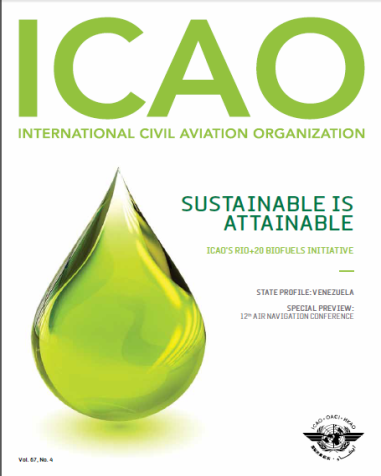 ICAO
INTERNATIONAL CIVIL AVIATION ORGANIZATION
SUSTAINABLE IS
ATTAINABLE
ICAO'S RIO+20 BIOFUELS INITIATIVE
STATE PROFILE: VENEZUELA
SPECIAL PREVIEW:
12th AIR NAVIGATION CONFERENCE
Vol. 67, No. 4
ICAO • OACI • ИКАО